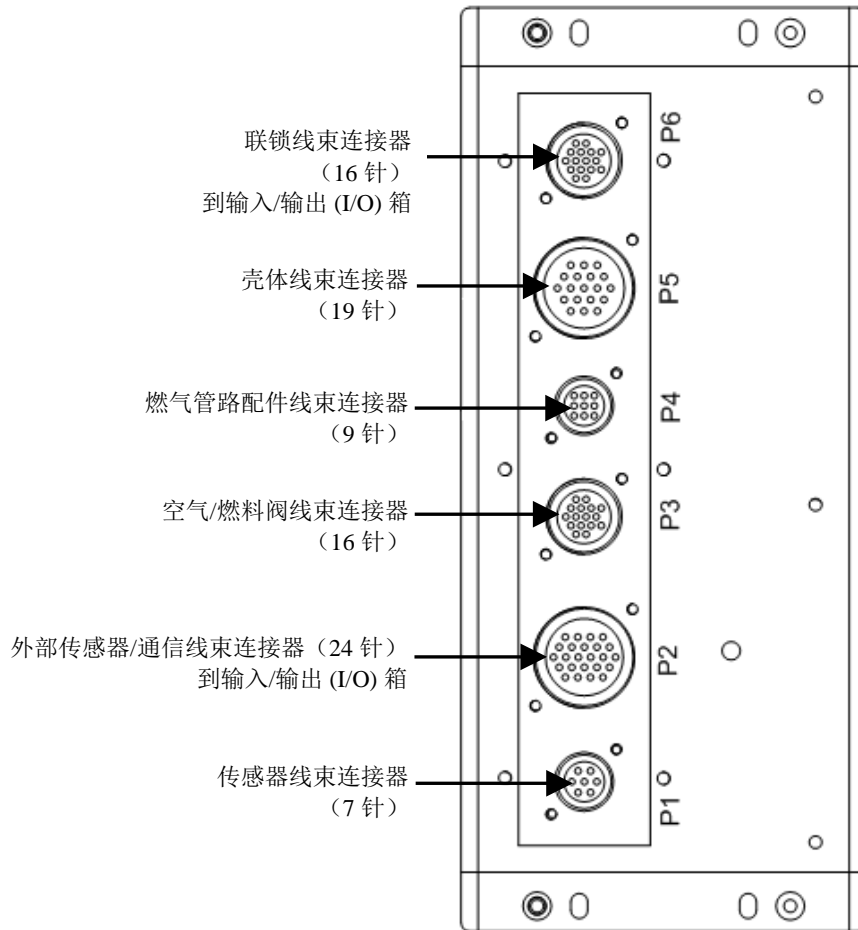 联锁线束连接器
（16 针）
到输入/输出 (I/O) 箱
P6
壳体线束连接器
（19 针）
P5
燃气管路配件线束连接器
（9 针）
P4
空气/燃料阀线束连接器
（16 针）
P3
外部传感器/通信线束连接器（24 针）
到输入/输出 (I/O) 箱
P2
传感器线束连接器
（7 针）
P1